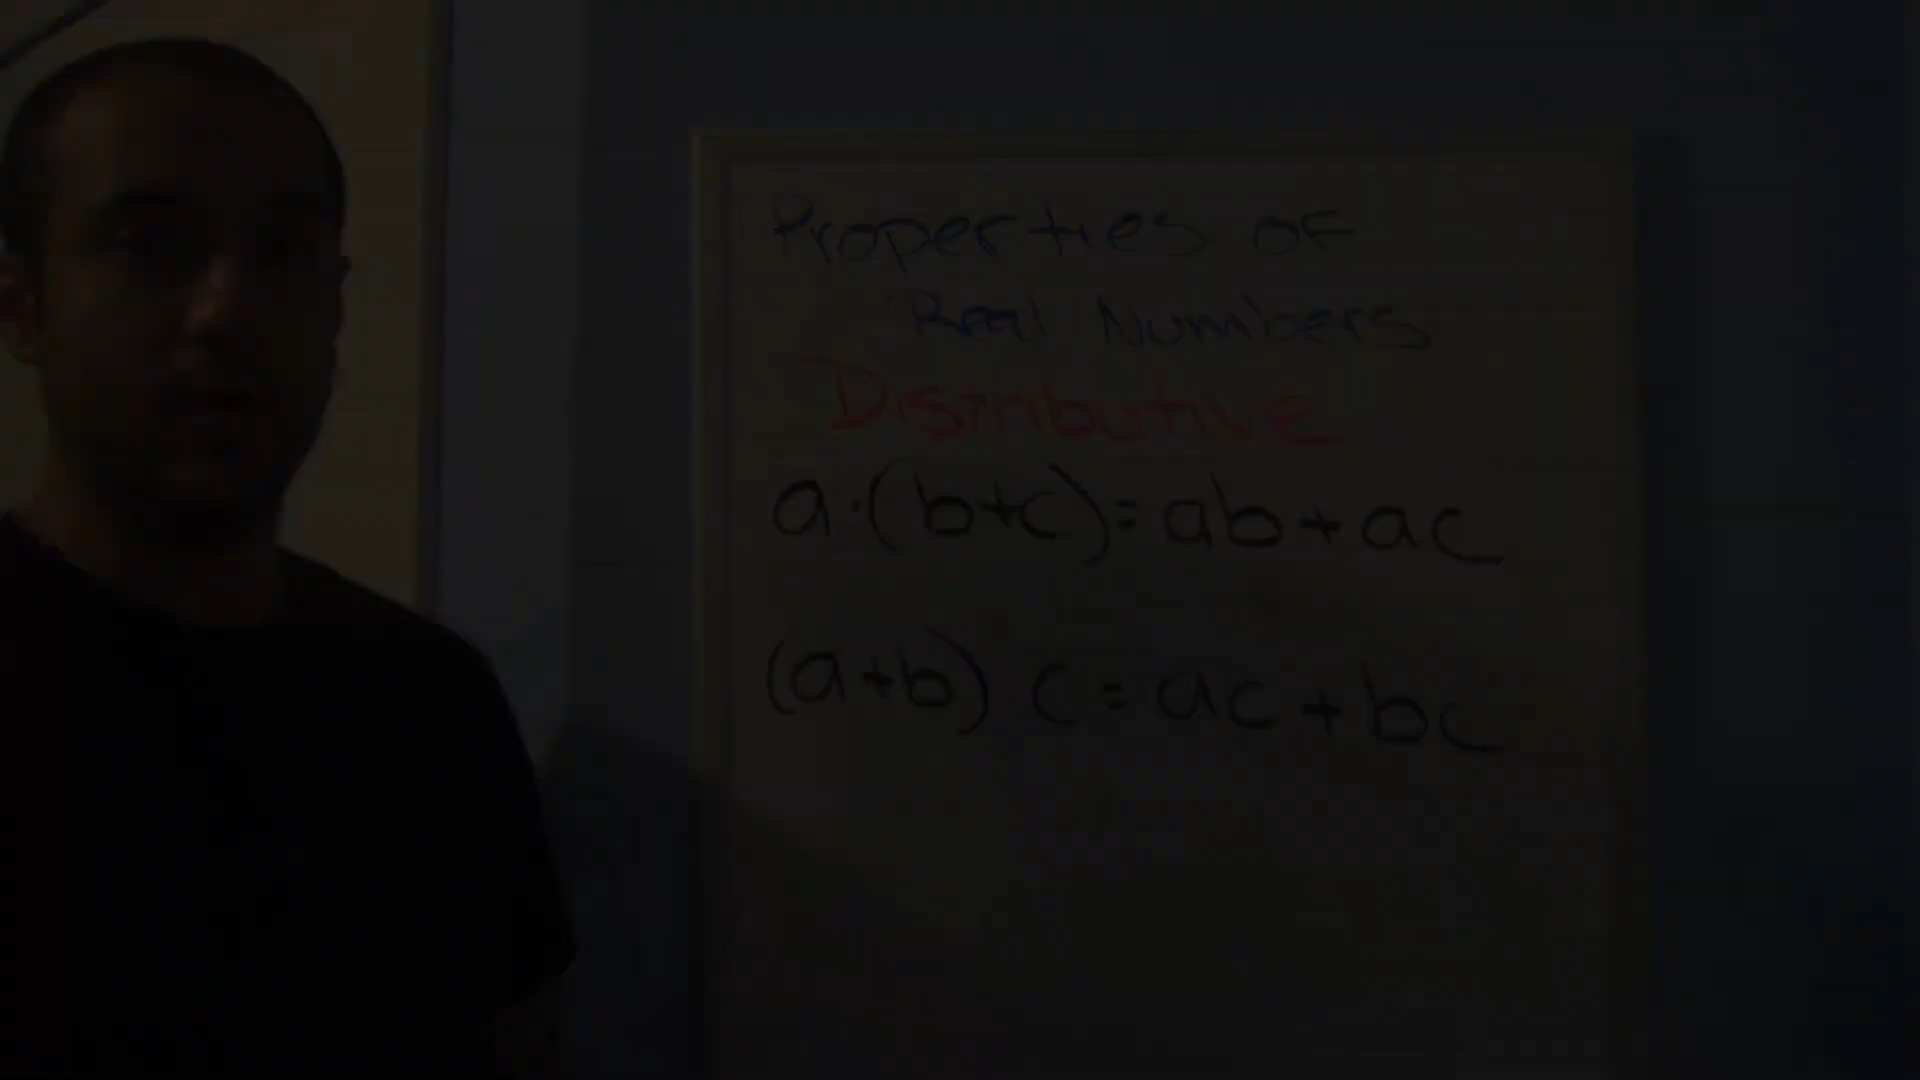 Properties of
Real Numbers
Distributive
a·(b+c)=ab+ac
(a+b) c=ac+bc